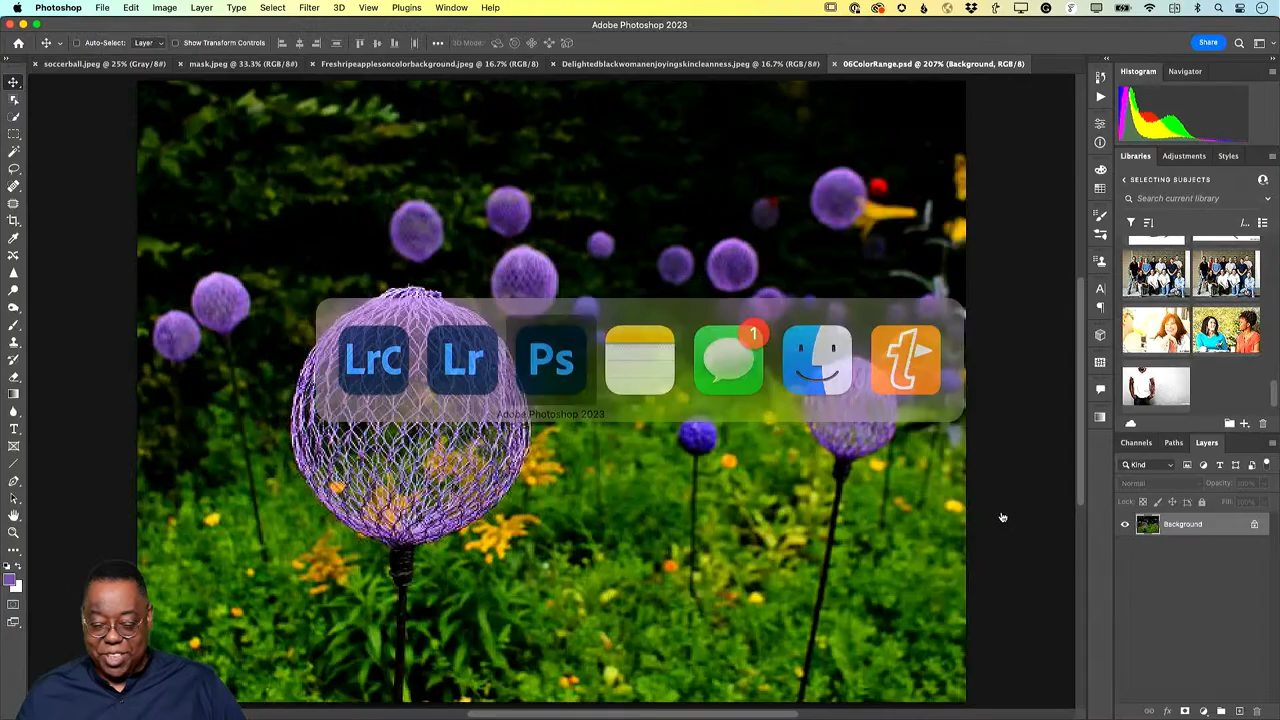 Photoshop File Edit Image Layer Type Select Filter 3D View Plugins Window Help
Adobe Photoshop 2023
Auto-Select: Layer Show Transform Controls 3D Mode: Share
soccerball.jpeg @ 25% (Gray/8#) mask.jpeg @ 33.3% (RGB/8#) Freshripeapplesoncolorbackground.jpeg @ 16.7% (RGB/8) Delightedblackwomanenjoyingskincleanness.jpeg @ 16.7% (RGB/8#) 06ColorRange.psd @ 207% (Background, RGB/8)
Histogram Navigator
Libraries Adjustments Styles
SELECTING SUBJECTS
Search current library
LrC Lr Ps 1 t
Adobe Photoshop 2023
Channels Paths Layers
Kind
Normal Opacity: 100%
Lock: Fill: 100%
Background